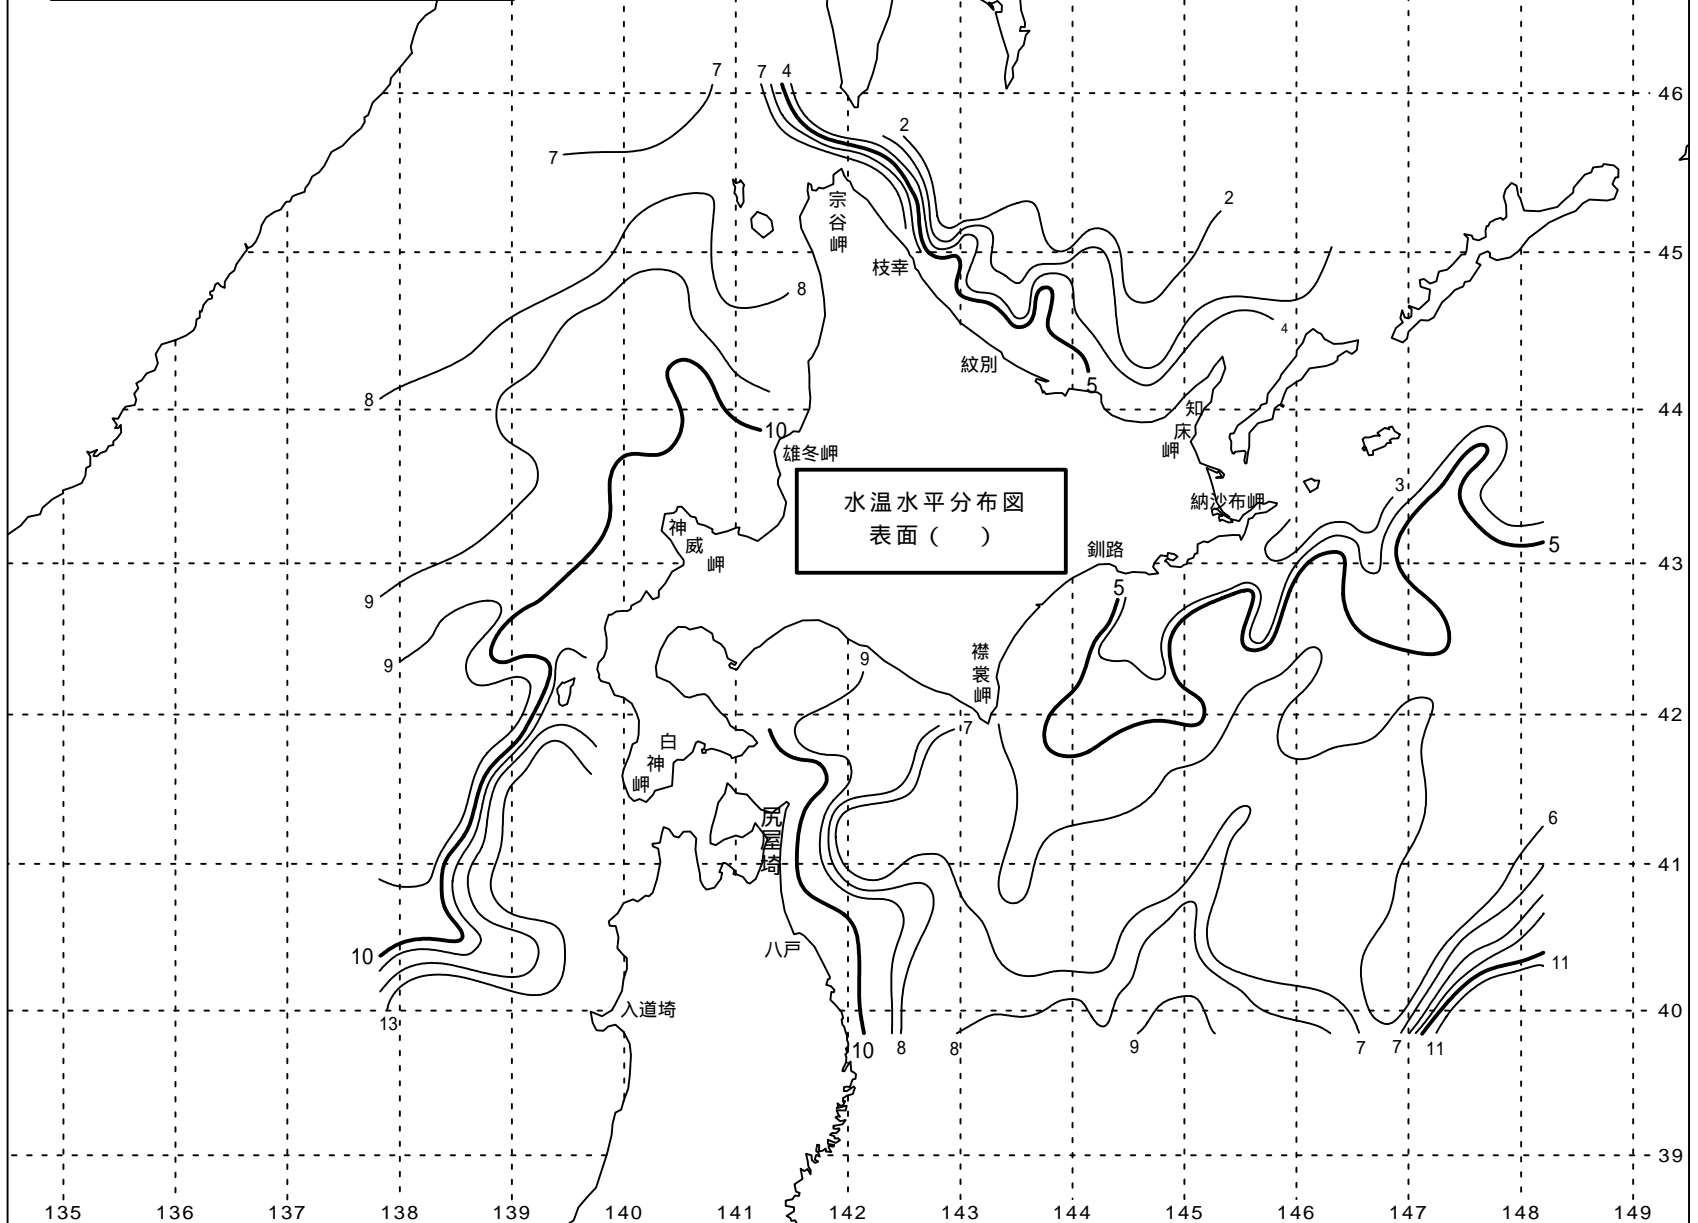 7
7 4
46
2
7
2
宗谷岬
45
枝幸
8
4
紋別
5
8
44
知床岬
10
雄冬岬
3
水温水平分布図
表面(　)
納沙布岬
神威岬
釧路
5
43
5
9
襟裳岬
9
9
42
7
白神岬
尻屋埼
6
41
八戸
10
11
入道埼
40
13
10 8 8 9 7 7 11
39
135 136 137 138 139 140 141 142 143 144 145 146 147 148 149